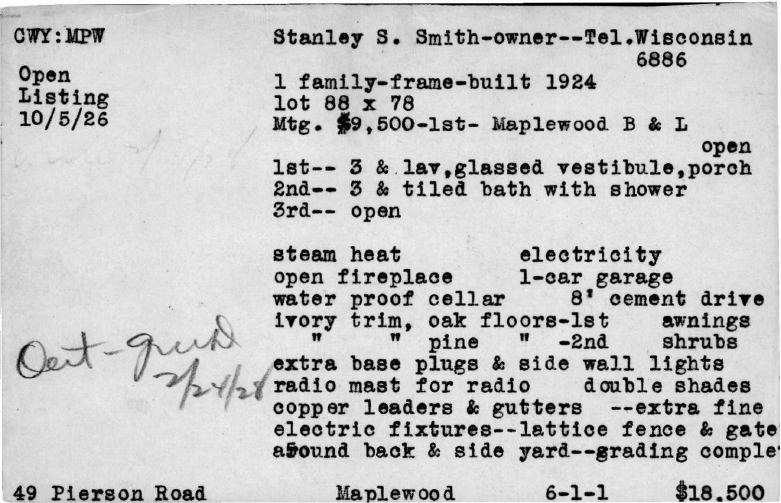 GWY:MPW Stanley S. Smith-owner--Tel.Wisconsin
6886
Open
Listing
10/5/26
1 family-frame-built 1924
lot 88 x 78
Mtg. $9,500-1st- Maplewood B & L
open
1st-- 3 & lav,glassed vestibule,porch
2nd-- 3 & tiled bath with shower
3rd-- open
steam heat electricity
open fireplace 1-car garage
water proof cellar 8' cement drive
ivory trim, oak floors-1st awnings
" " pine " -2nd shrubs
extra base plugs & side wall lights
radio mast for radio double shades
copper leaders & gutters --extra fine
electric fixtures--lattice fence & gate
around back & side yard--grading comple
2/24/28
49 Pierson Road Maplewood 6-1-1 $18,500